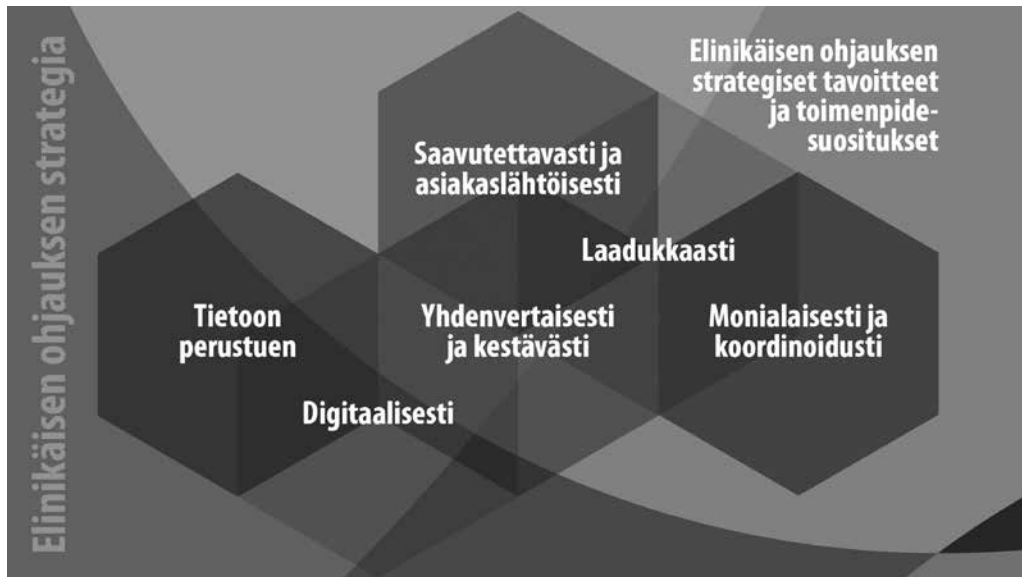 Elinikäisen ohjauksen strategia
Elinikäisen ohjauksen
strategiset tavoitteet
ja toimenpide-
suositukset
Saavutettavasti ja
asiakaslähtöisesti
Laadukkaasti
Tietoon
perustuen
Yhdenvertaisesti
ja kestävästi
Monialaisesti ja
koordinoidusti
Digitaalisesti